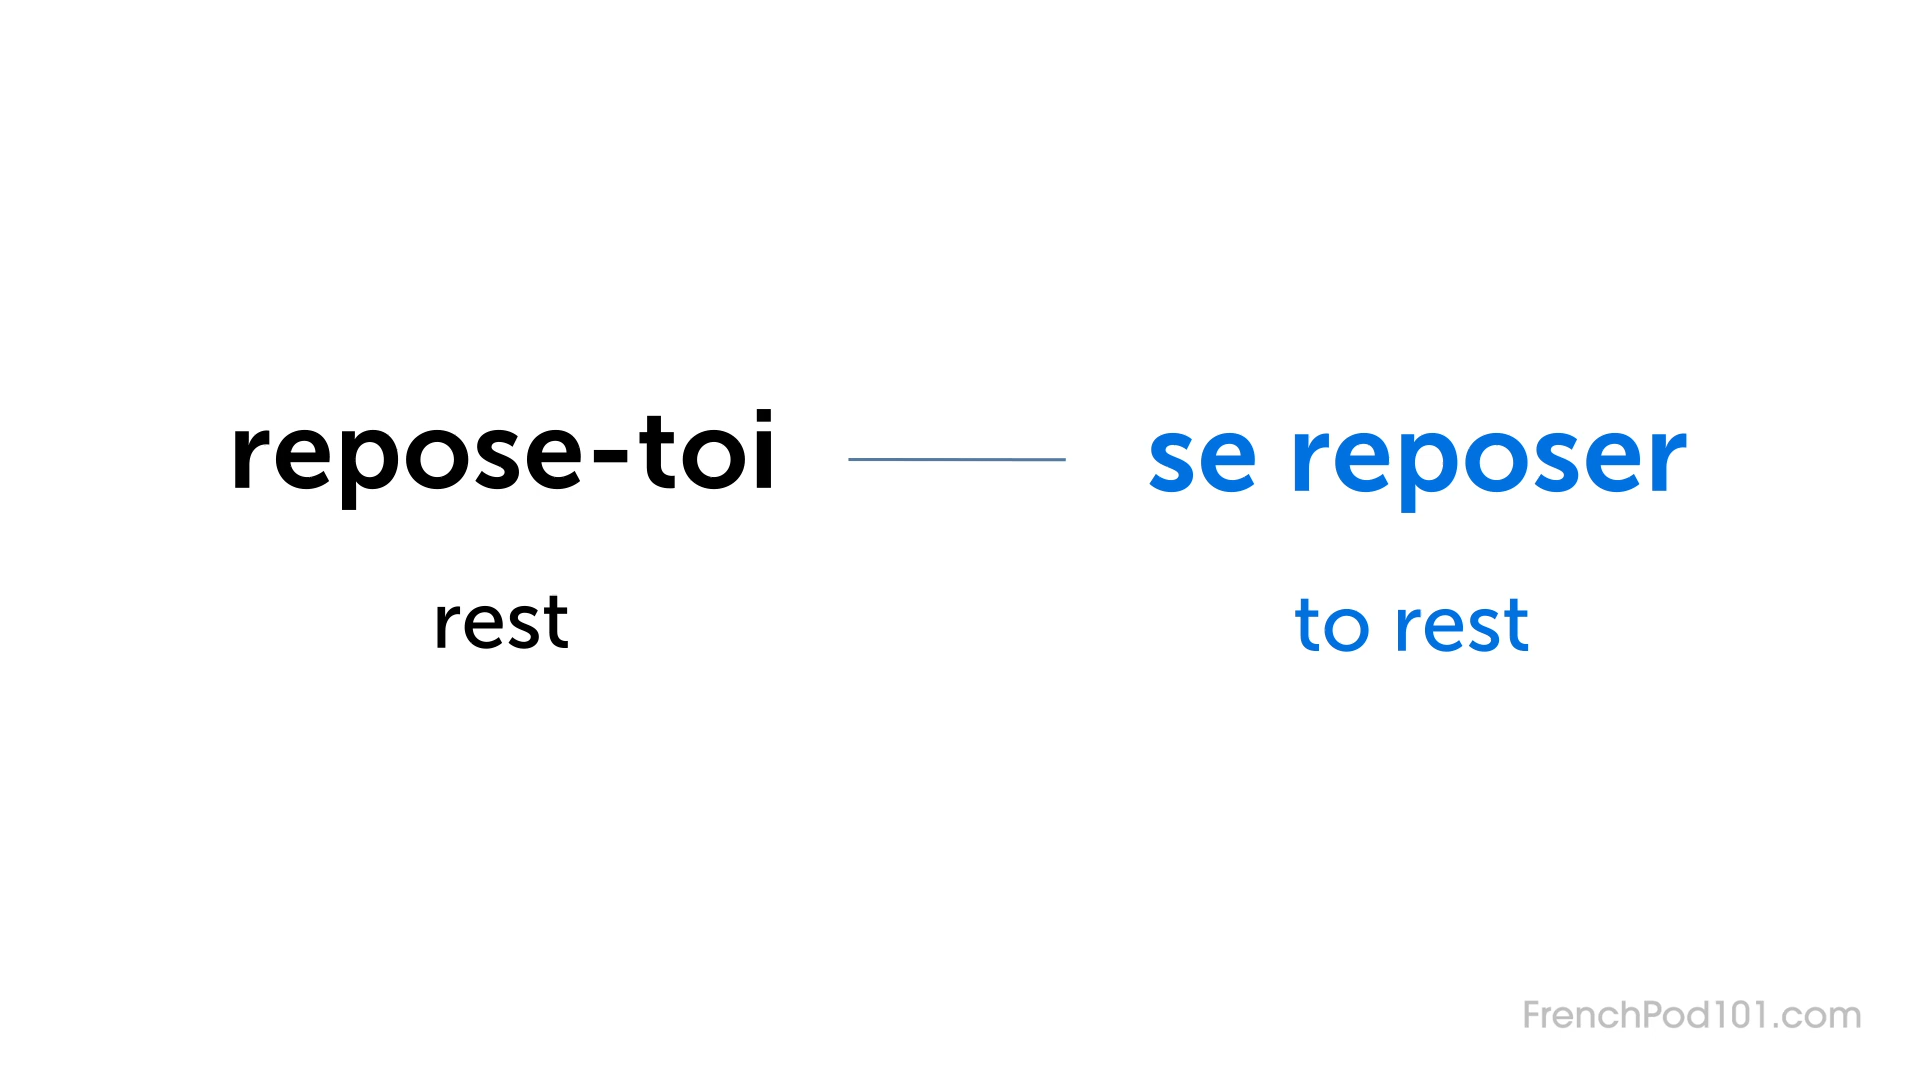 repose-toi
se reposer
rest
to rest
FrenchPod101.com